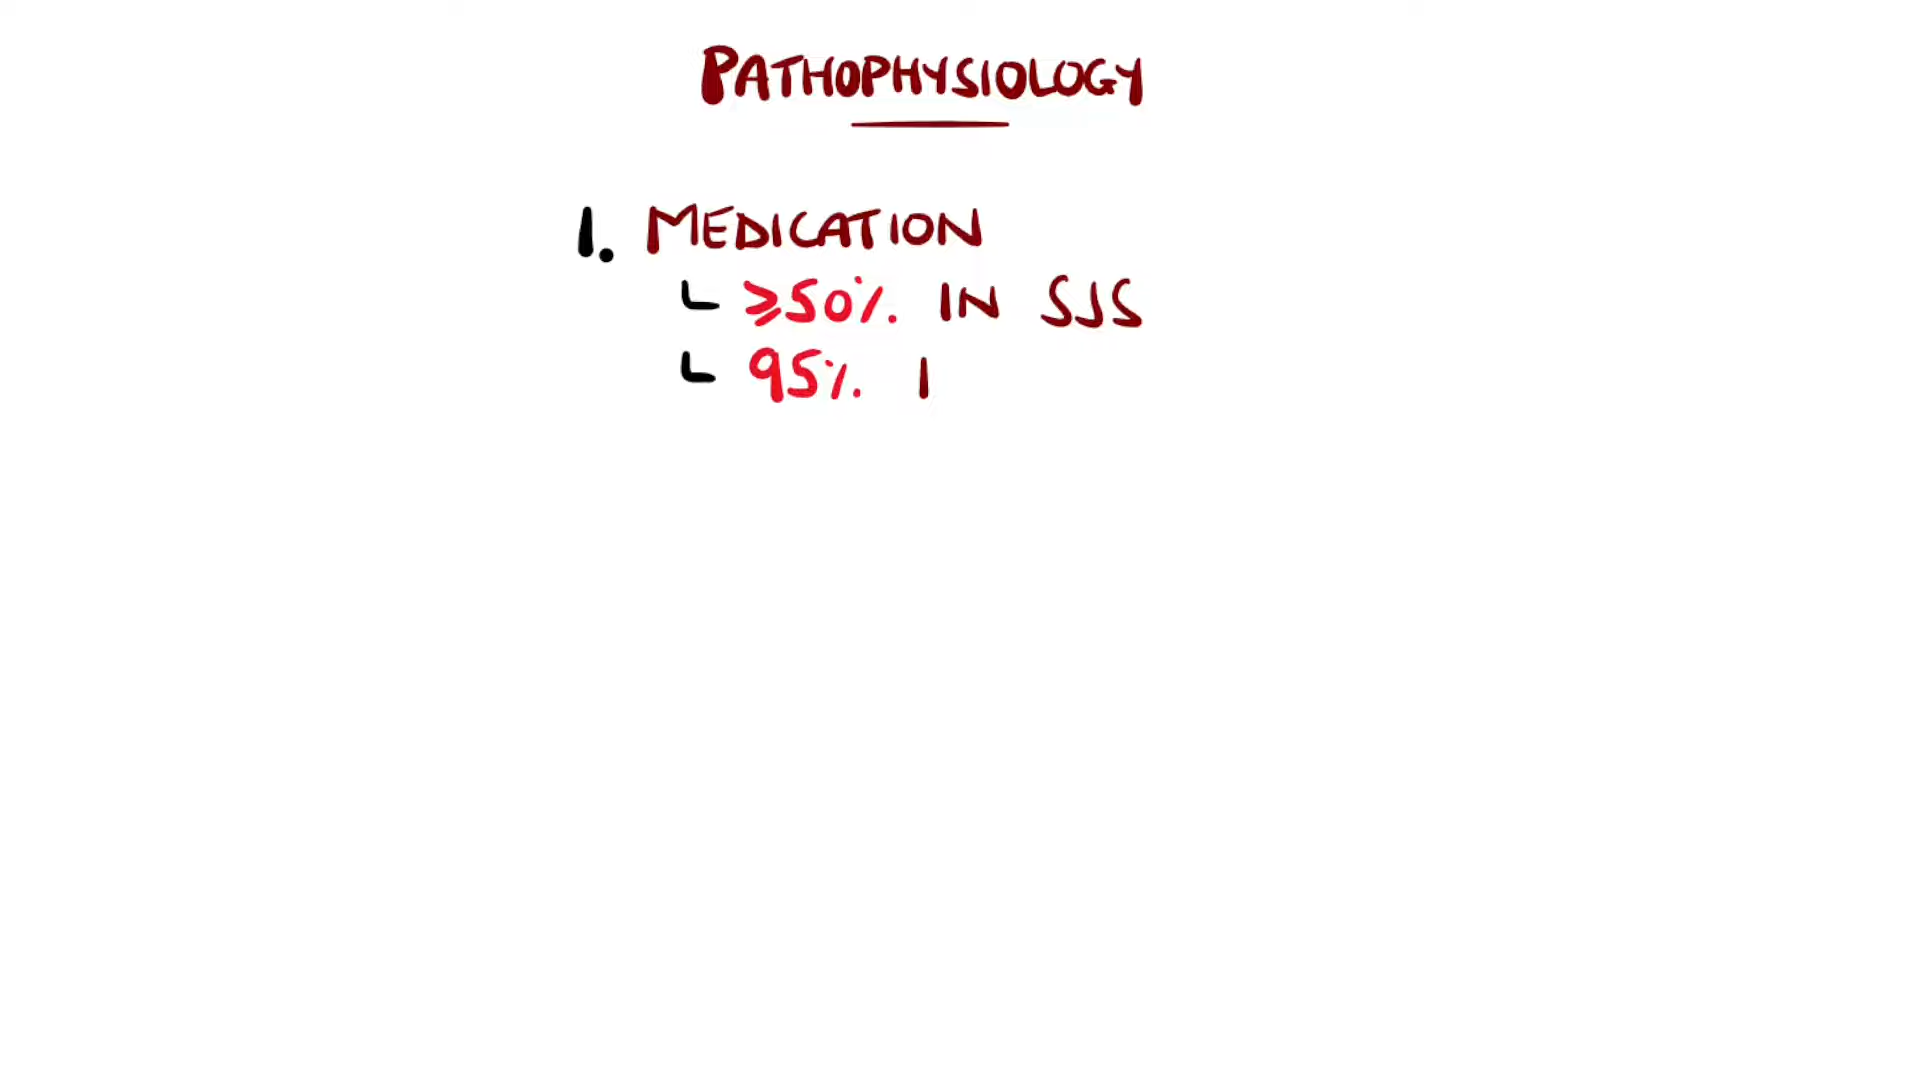 PATHOPHYSIOLOGY
1. MEDICATION
≥50% IN SJS
95% I